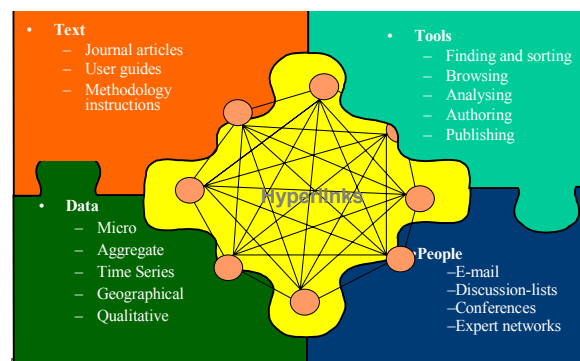 • Text
– Journal articles
– User guides
– Methodology
instructions
• Tools
– Finding and sorting
– Browsing
– Analysing
– Authoring
– Publishing
Hyperlinks
• Data
– Micro
– Aggregate
– Time Series
– Geographical
– Qualitative
•People
–E-mail
–Discussion-lists
–Conferences
–Expert networks